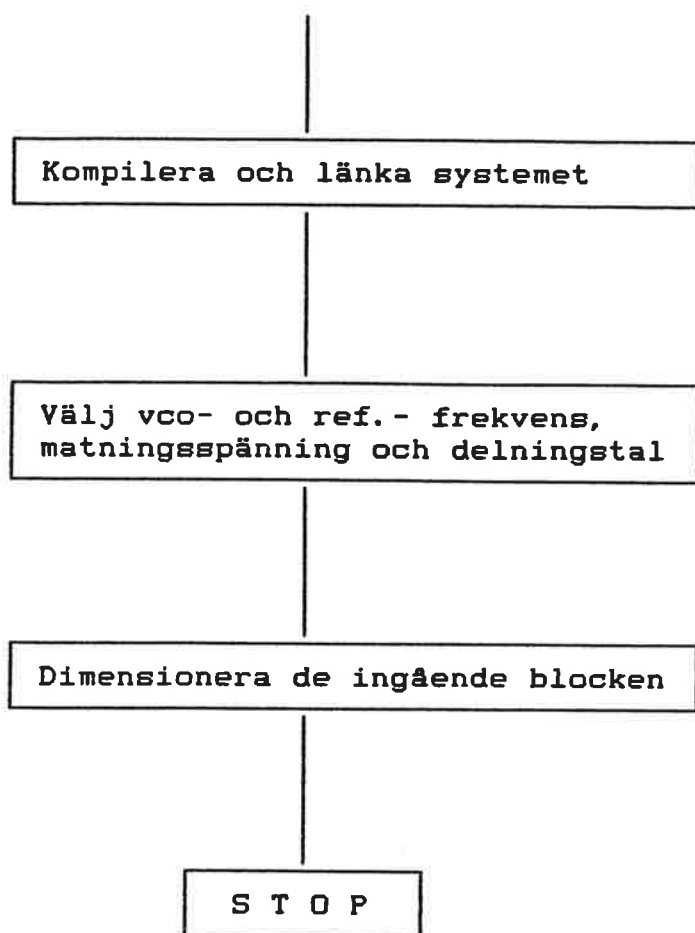 Kompilera och länka systemet
Välj vco- och ref.- frekvens,
matningsspänning och delningstal
Dimensionera de ingående blocken
S T O P